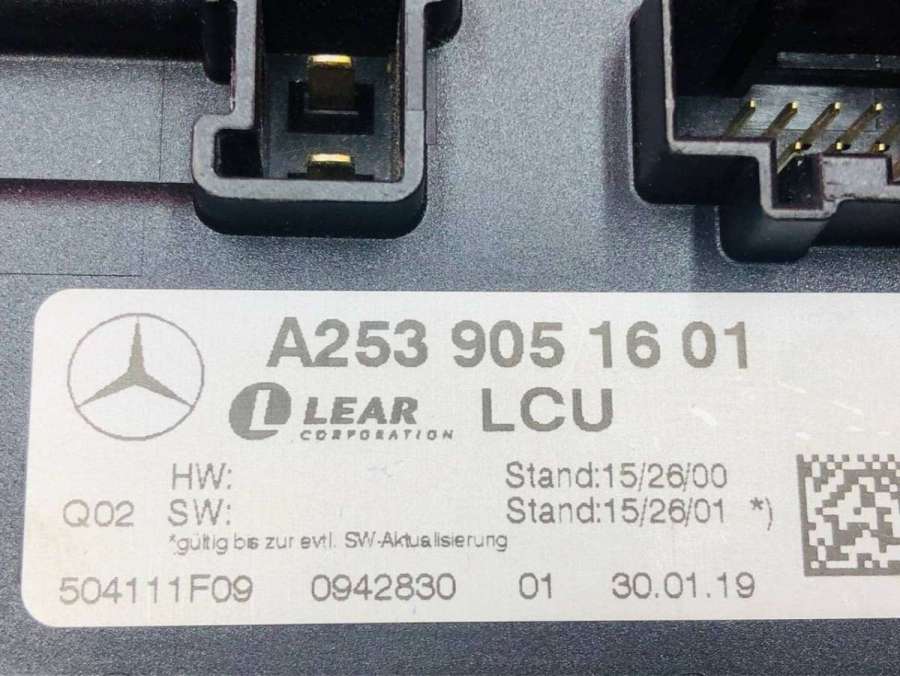 A253 905 16 01
LEAR LCU
CORPORATION
HW: Stand:15/26/00
Q02 SW: Stand:15/26/01 *)
*gültig bis zur evtl. SW-Aktualisierung
504111F09 0942830 01 30.01.19